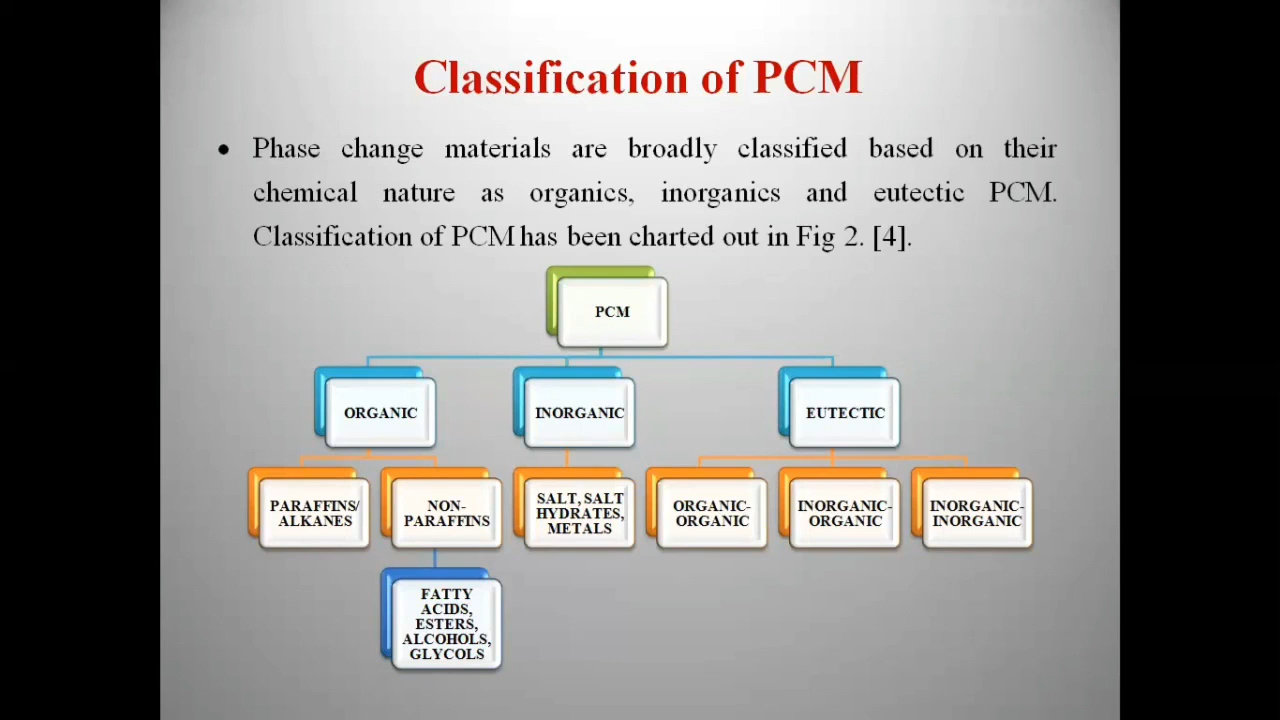 Classification of PCM
• Phase change materials are broadly classified based on their
chemical nature as organics, inorganics and eutectic PCM.
Classification of PCM has been charted out in Fig 2. [4].
PCM
ORGANIC
INORGANIC
EUTECTIC
PARAFFINS/
ALKANES
NON-
PARAFFINS
SALT, SALT
HYDRATES,
METALS
ORGANIC-
ORGANIC
INORGANIC-
ORGANIC
INORGANIC-
INORGANIC
FATTY
ACIDS,
ESTERS,
ALCOHOLS,
GLYCOLS